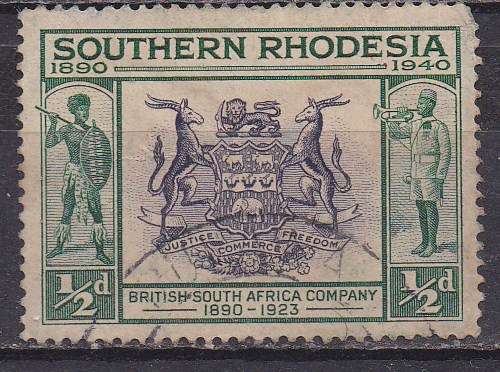 SOUTHERN RHODESIA
1890 1940
JUSTICE COMMERCE FREEDOM
½d ½d
BRITISH SOUTH AFRICA COMPANY
1890-1923